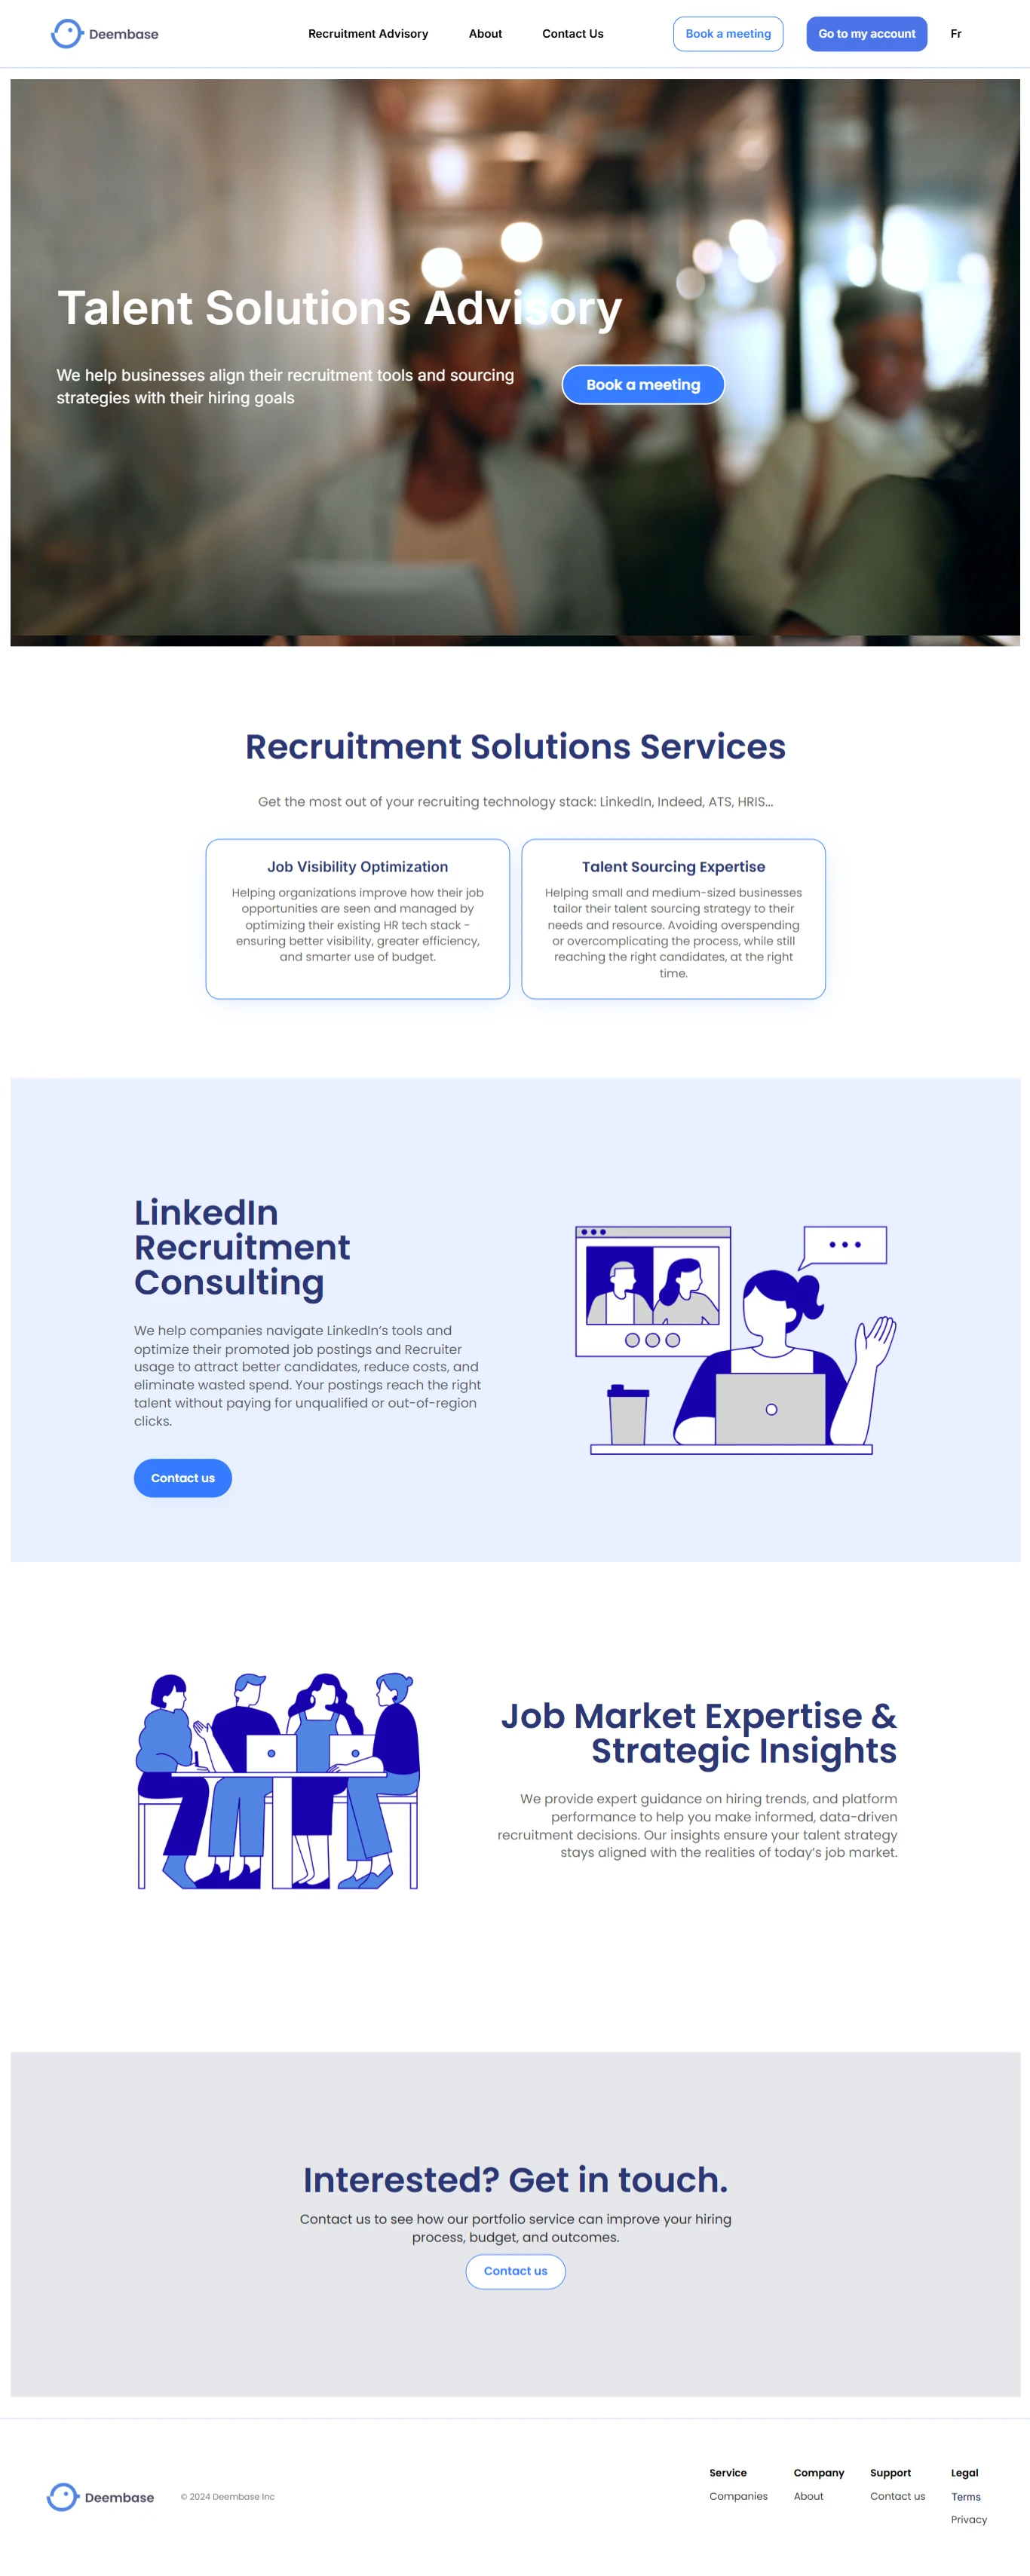 Deembase
Recruitment Advisory
About
Contact Us
Book a meeting
Go to my account
Fr
Talent Solutions Advisory
We help businesses align their recruitment tools and sourcing
strategies with their hiring goals
Book a meeting
Recruitment Solutions Services
Get the most out of your recruiting technology stack: LinkedIn, Indeed, ATS, HRIS...
Job Visibility Optimization
Helping organizations improve how their job
opportunities are seen and managed by
optimizing their existing HR tech stack -
ensuring better visibility, greater efficiency,
and smarter use of budget.
Talent Sourcing Expertise
Helping small and medium-sized businesses
tailor their talent sourcing strategy to their
needs and resource. Avoiding overspending
or overcomplicating the process, while still
reaching the right candidates, at the right
time.
LinkedIn
Recruitment
Consulting
We help companies navigate LinkedIn's tools and
optimize their promoted job postings and Recruiter
usage to attract better candidates, reduce costs, and
eliminate wasted spend. Your postings reach the right
talent without paying for unqualified or out-of-region
clicks.
Contact us
Job Market Expertise &
Strategic Insights
We provide expert guidance on hiring trends, and platform
performance to help you make informed, data-driven
recruitment decisions. Our insights ensure your talent strategy
stays aligned with the realities of today's job market.
Interested? Get in touch.
Contact us to see how our portfolio service can improve your hiring
process, budget, and outcomes.
Contact us
Deembase
© 2024 Deembase Inc
Service
Companies
Company
About
Support
Contact us
Legal
Terms
Privacy